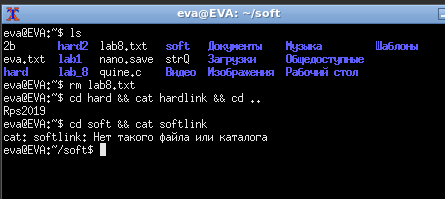 eva@EVA: ~/soft
eva@EVA:~$ ls
2b hard2 lab8.txt soft Документы Музыка Шаблоны
eva.txt lab1 nano.save strQ Загрузки Общедоступные
hard lab_8 quine.c Видео Изображения Рабочий стол
eva@EVA:~$ rm lab8.txt
eva@EVA:~$ cd hard && cat hardlink && cd ..
Rps2019
eva@EVA:~$ cd soft && cat softlink
cat: softlink: Нет такого файла или каталога
eva@EVA:~/soft$